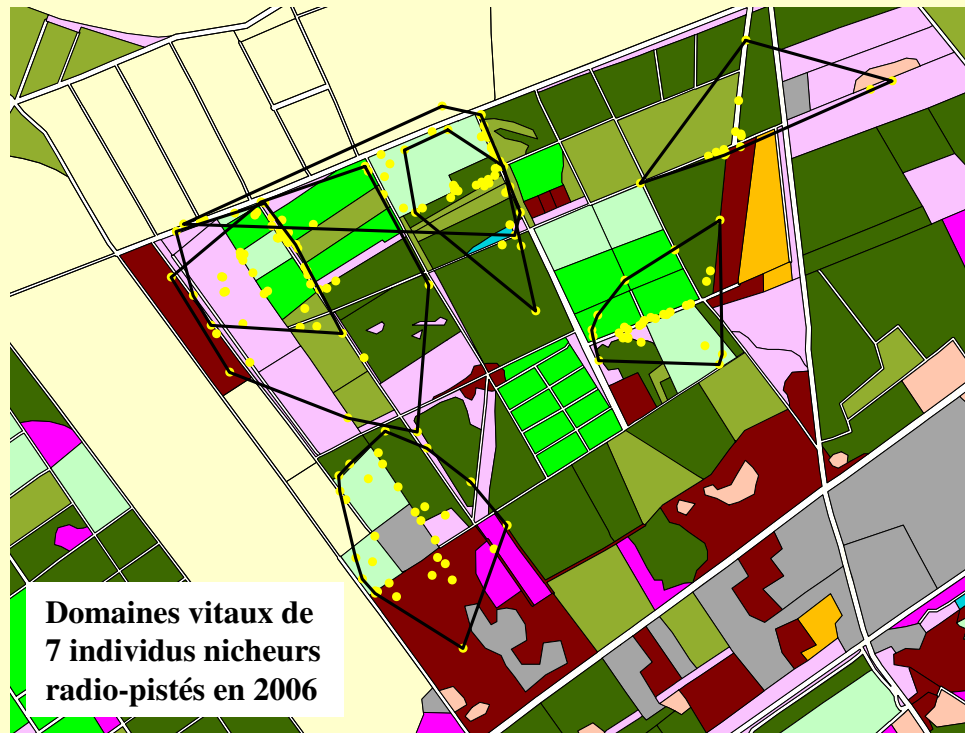 Domaines vitaux de
7 individus nicheurs
radio-pistés en 2006